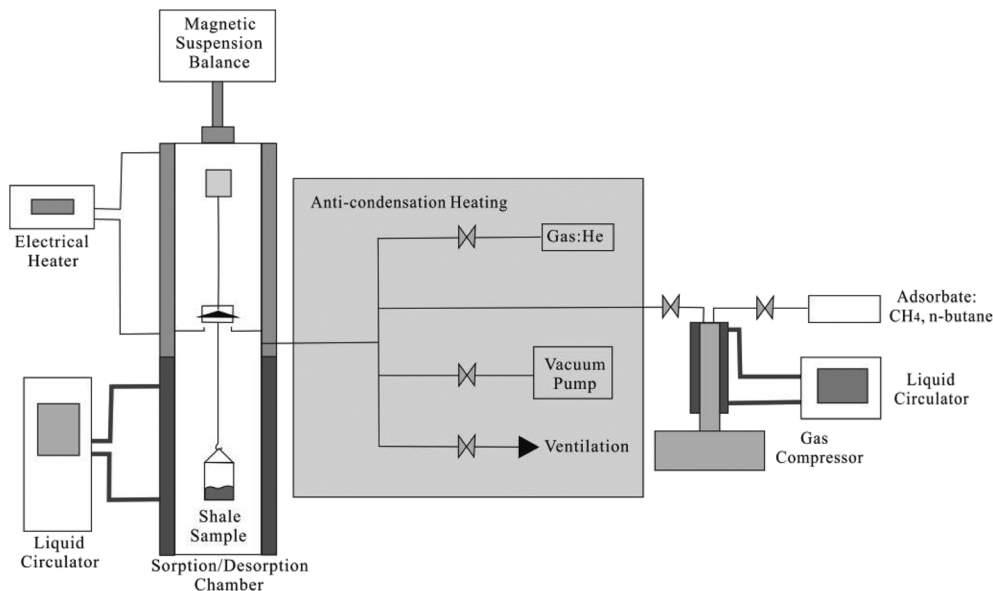 Magnetic
Suspension
Balance
Electrical
Heater
Anti-condensation Heating
Gas:He
Adsorbate:
CH4, n-butane
Vacuum
Pump
Liquid
Circulator
Ventilation
Gas
Compressor
Shale
Sample
Liquid
Circulator
Sorption/Desorption
Chamber